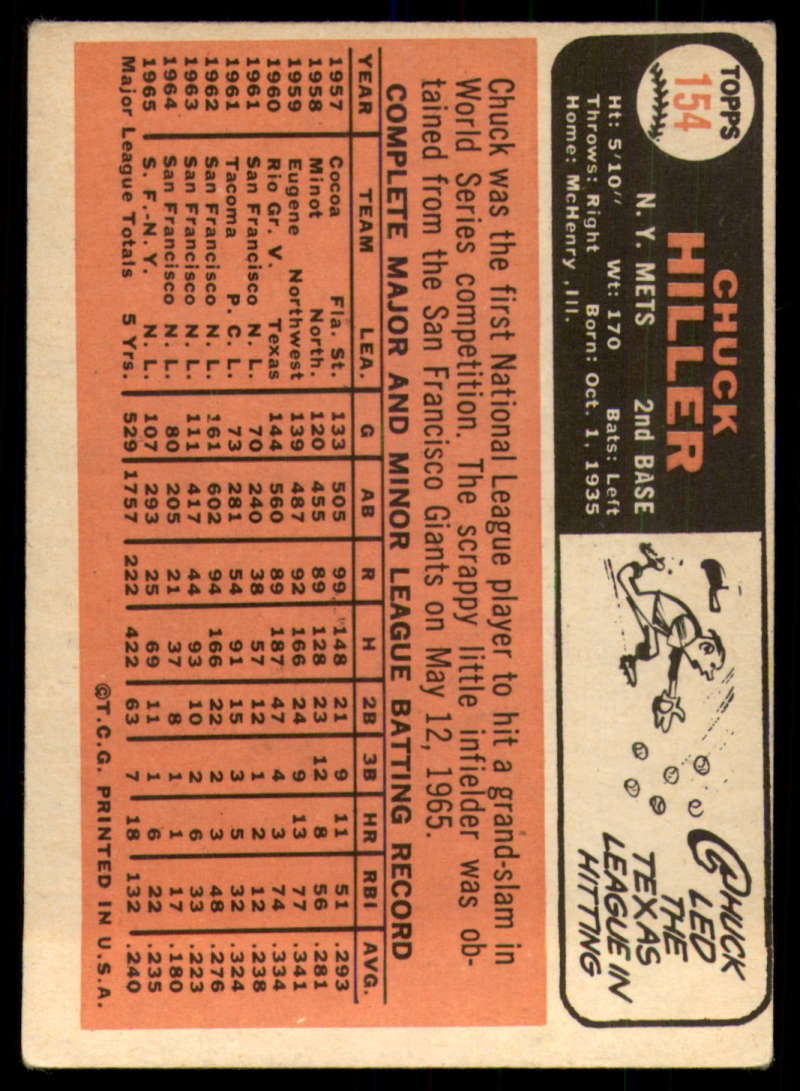 TOPPS
154
CHUCK
HILLER
N. Y. METS 2nd BASE
Ht: 5'10" Wt: 170 Bats: Left
Throws: Right Born: Oct. 1, 1935
Home: McHenry, Ill.
CHUCK
LED
THE
TEXAS
LEAGUE IN
HITTING
Chuck was the first National League player to hit a grand-slam in
World Series competition. The scrappy little infielder was ob-
tained from the San Francisco Giants on May 12, 1965.
COMPLETE MAJOR AND MINOR LEAGUE BATTING RECORD
YEAR TEAM LEA. G AB R H 2B 3B HR RBI AVG.
1957 Cocoa Fla. St. 133 505 99 148 21 9 11 51 .293
1958 Minot North. 120 455 89 128 23 12 8 56 .281
1959 Eugene Northwest 139 487 92 166 24 9 13 77 .341
1960 Rio Gr. V. Texas 144 560 89 187 47 4 3 74 .334
1961 San Francisco N. L. 70 240 38 57 12 1 2 12 .238
1961 Tacoma P. C. L. 73 281 54 91 15 3 5 32 .324
1962 San Francisco N. L. 161 602 94 166 22 2 3 48 .276
1963 San Francisco N. L. 111 417 44 93 10 2 6 33 .223
1964 San Francisco N. L. 80 205 21 37 8 1 1 17 .180
1965 S. F.-N. Y. N. L. 107 293 25 69 11 1 6 22 .235
Major League Totals 5 Yrs. 529 1757 222 422 63 7 18 132 .240
©T.C.G. PRINTED IN U.S.A.